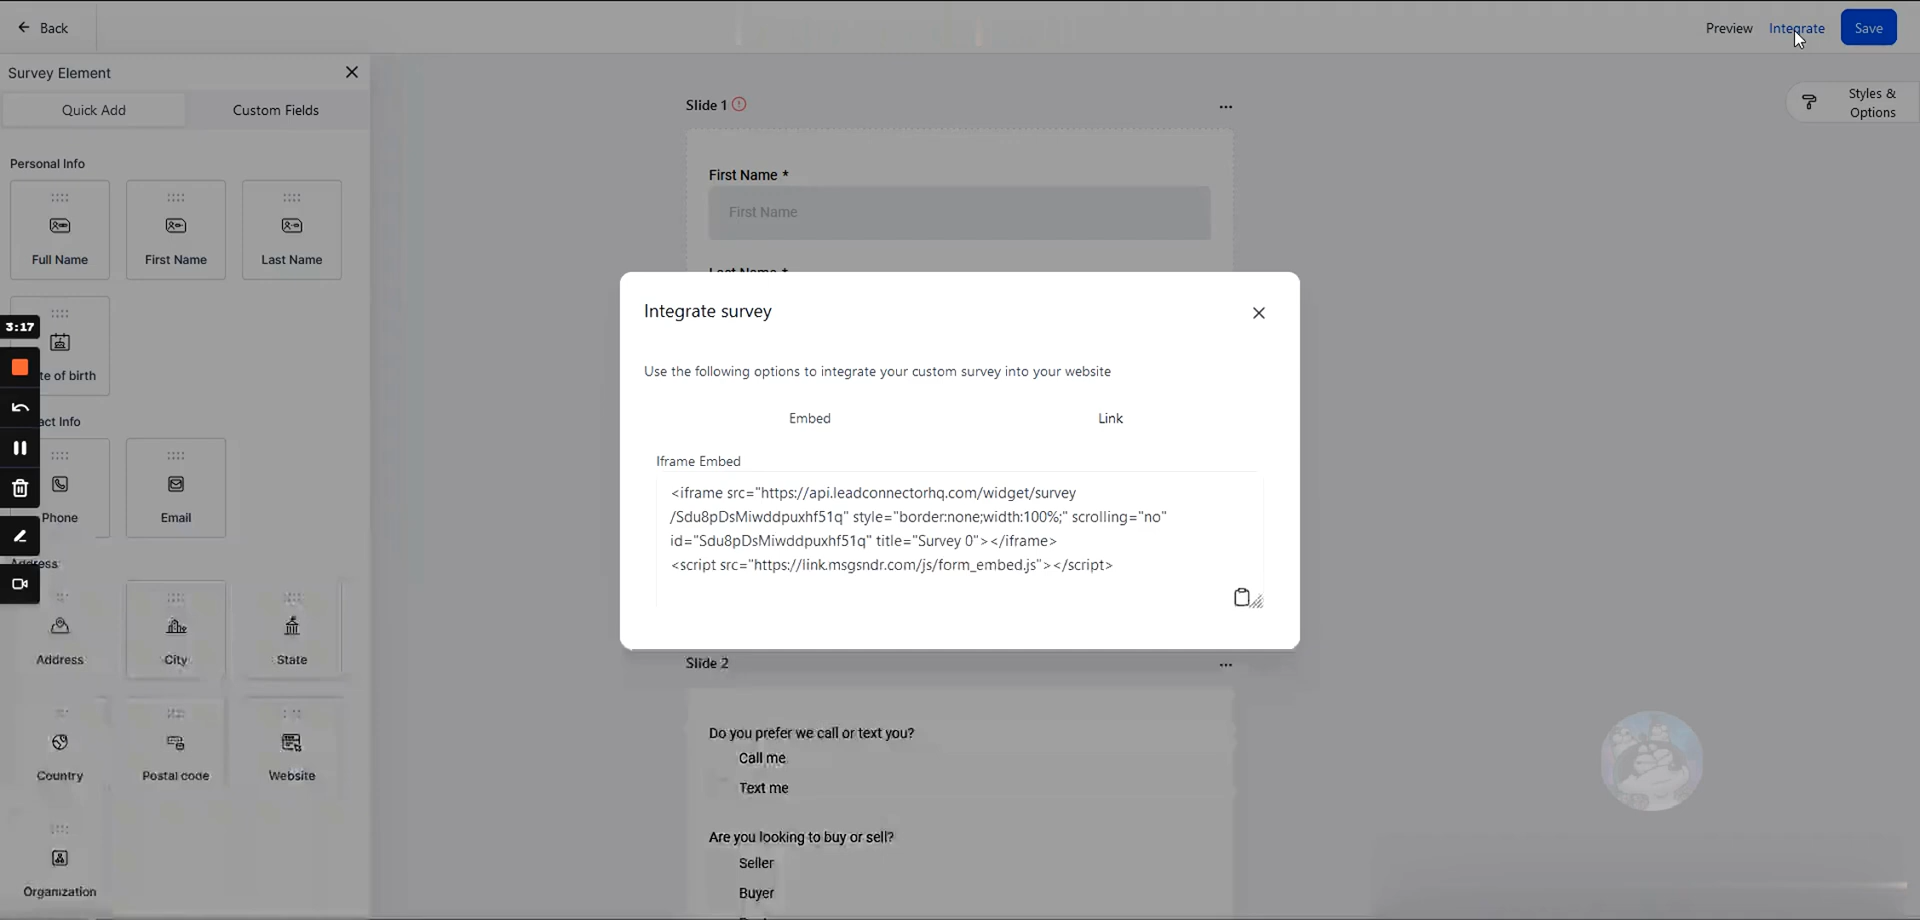 Back
Preview
Integrate
Save
Survey Element
Quick Add
Custom Fields
Styles &
Options
Slide 1
Personal Info
First Name *
First Name
Full Name
First Name
Last Name
Last Name *
3:17
te of birth
act Info
Phone
Email
Address
Address
City
State
Country
Postal code
Website
Organization
Integrate survey
Use the following options to integrate your custom survey into your website
Embed
Link
Iframe Embed
<iframe src="https://api.leadconnectorhq.com/widget/survey
/Sdu8pDsMiwddpuxhf51q" style="border:none;width:100%;" scrolling="no"
id="Sdu8pDsMiwddpuxhf51q" title="Survey 0"></iframe>
<script src="https://link.msgsndr.com/js/form_embed.js"></script>
Slide 2
Do you prefer we call or text you?
Call me
Text me
Are you looking to buy or sell?
Seller
Buyer